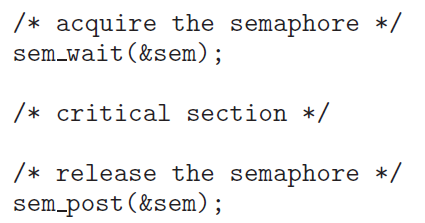 /* acquire the semaphore */
sem_wait(&sem);
/* critical section */
/* release the semaphore */
sem_post(&sem);